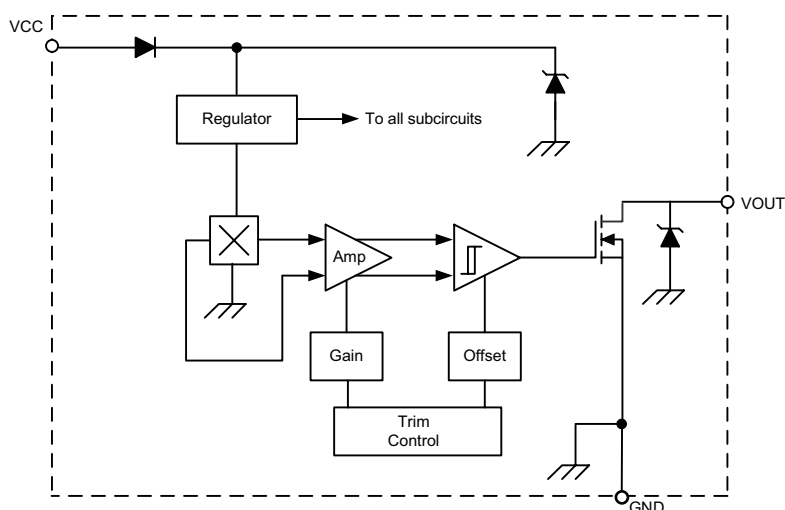 VCC
Regulator
To all subcircuits
VOUT
Amp
Gain
Offset
Trim
Control
GND